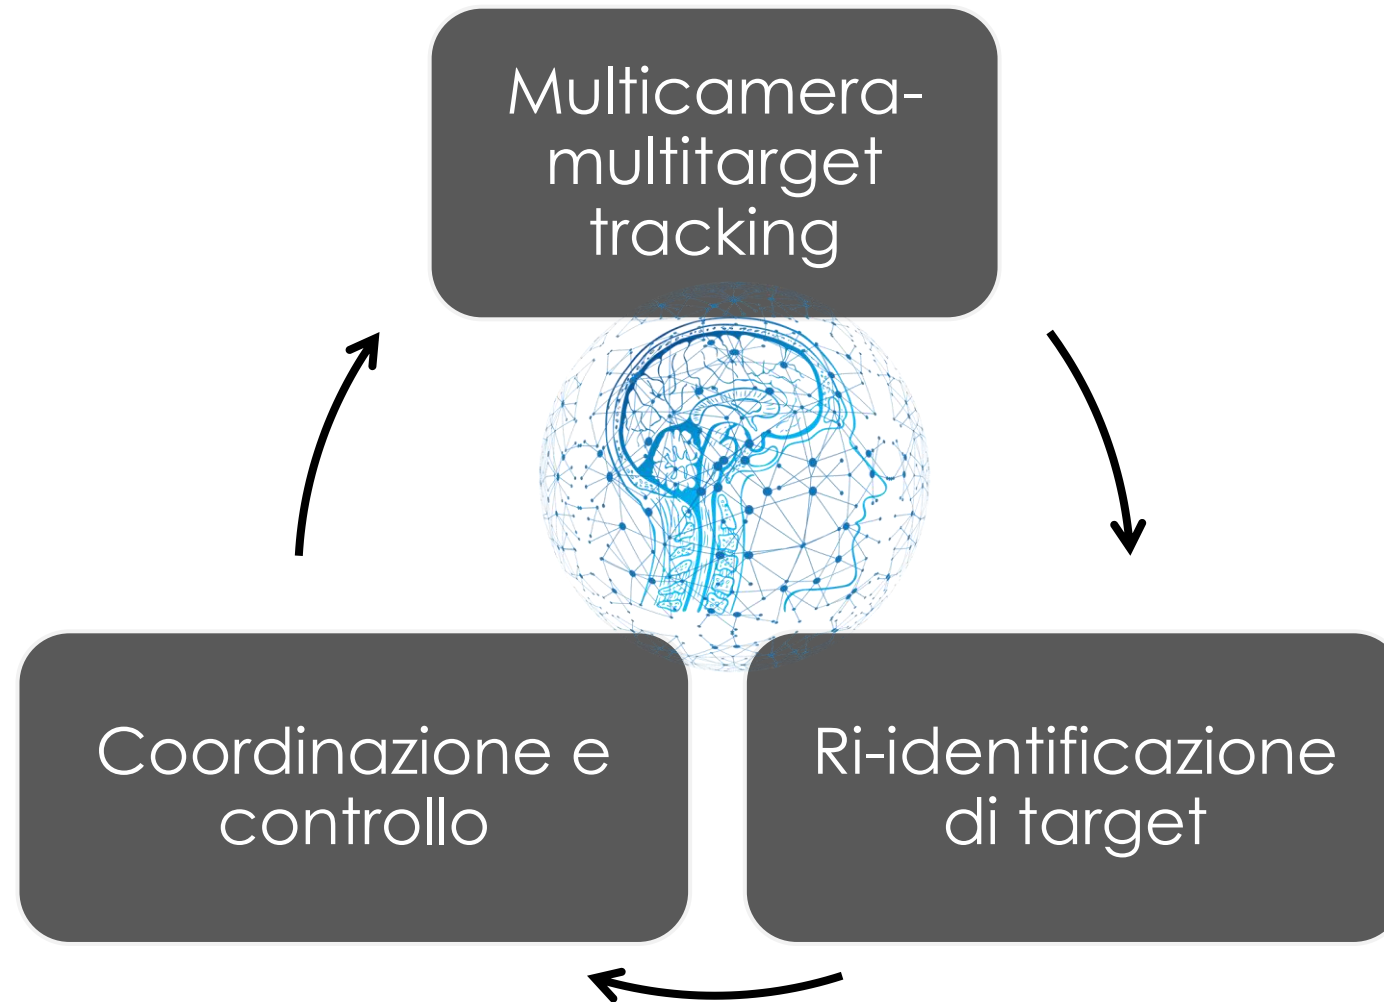 Multicamera-
multitarget
tracking
Coordinazione e
controllo
Ri-identificazione
di target